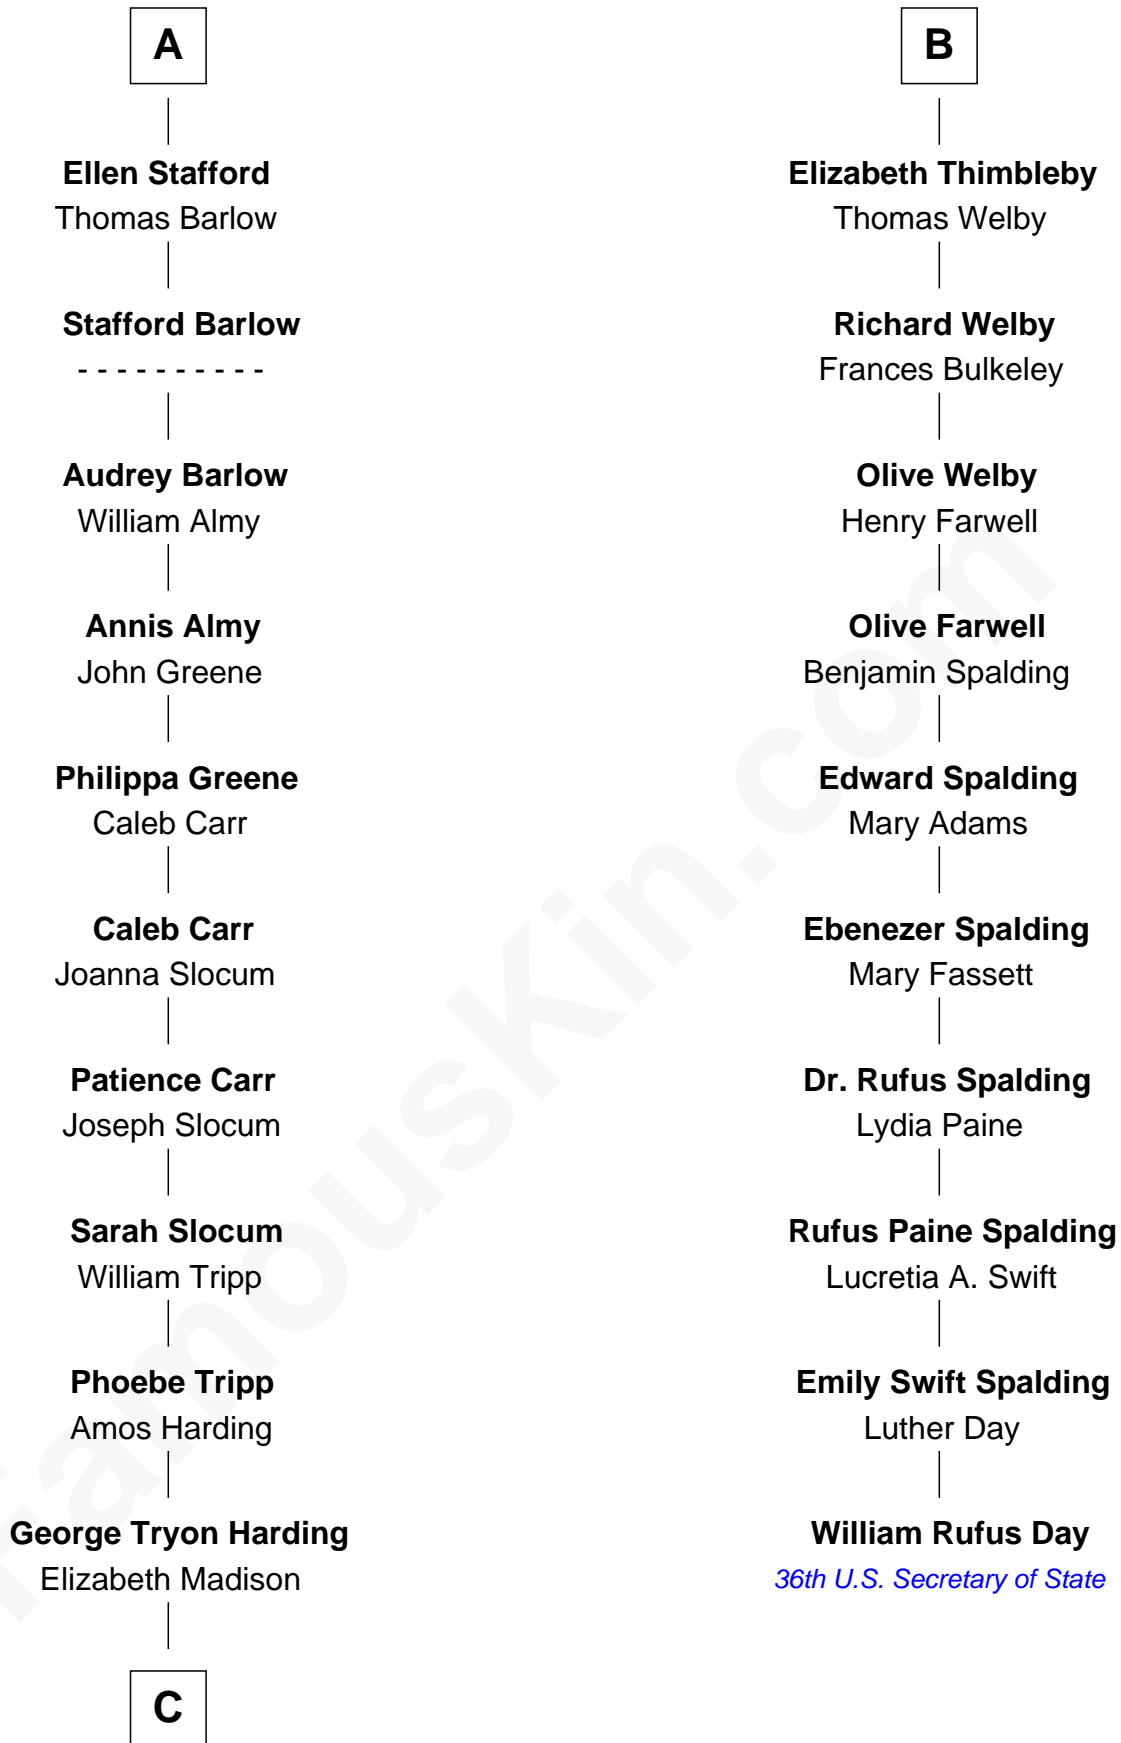 A
Ellen Stafford
Thomas Barlow
Stafford Barlow
- - - - - - - - - -
Audrey Barlow
William Almy
Annis Almy
John Greene
Philippa Greene
Caleb Carr
Caleb Carr
Joanna Slocum
Patience Carr
Joseph Slocum
Sarah Slocum
William Tripp
Phoebe Tripp
Amos Harding
George Tryon Harding
Elizabeth Madison
C
B
Elizabeth Thimbleby
Thomas Welby
Richard Welby
Frances Bulkeley
Olive Welby
Henry Farwell
Olive Farwell
Benjamin Spalding
Edward Spalding
Mary Adams
Ebenezer Spalding
Mary Fassett
Dr. Rufus Spalding
Lydia Paine
Rufus Paine Spalding
Lucretia A. Swift
Emily Swift Spalding
Luther Day
William Rufus Day
36th U.S. Secretary of State
FamousKin.com